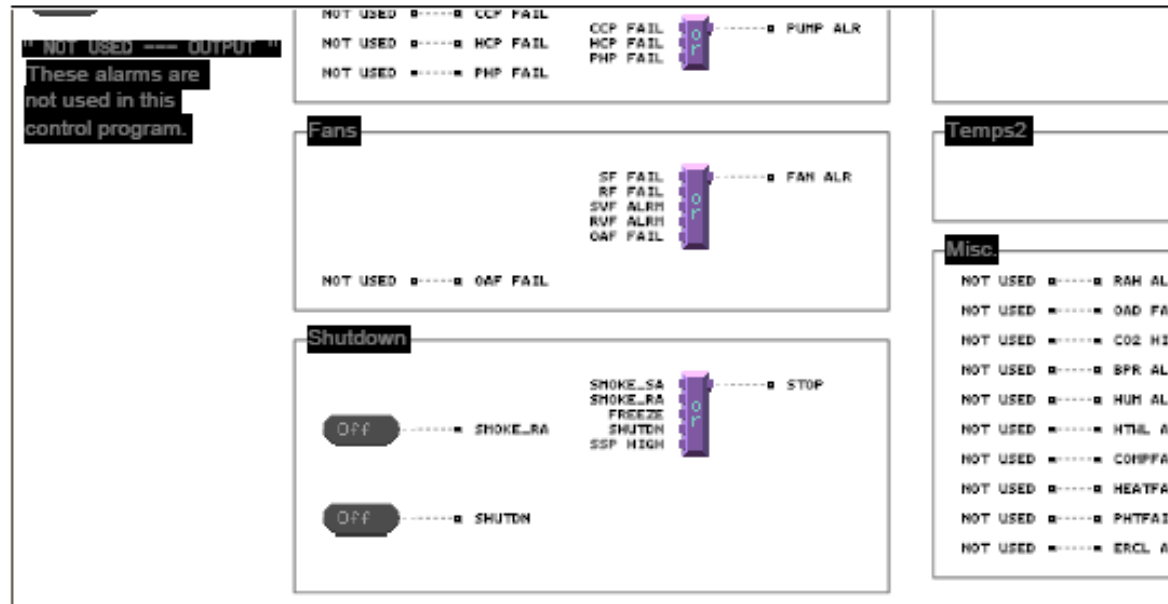 " NOT USED --- OUTPUT "
These alarms are
not used in this
control program.
NOT USED CCP FAIL
NOT USED HCP FAIL
NOT USED PHP FAIL
CCP FAIL
HCP FAIL
PHP FAIL
or
PUMP ALR
Fans
SF FAIL
RF FAIL
SVF ALRM
RVF ALRM
OAF FAIL
or
FAN ALR
NOT USED OAF FAIL
Shutdown
SMOKE_SA
SMOKE_RA
FREEZE
SHUTDN
SSP HIGH
or
STOP
Off SMOKE_RA
Off SHUTDN
Temps2
Misc.
NOT USED RAH AL
NOT USED OAD FA
NOT USED CO2 HI
NOT USED BPR AL
NOT USED HUM AL
NOT USED HTWL A
NOT USED COMPFA
NOT USED HEATFA
NOT USED PHTFAI
NOT USED ERCL A